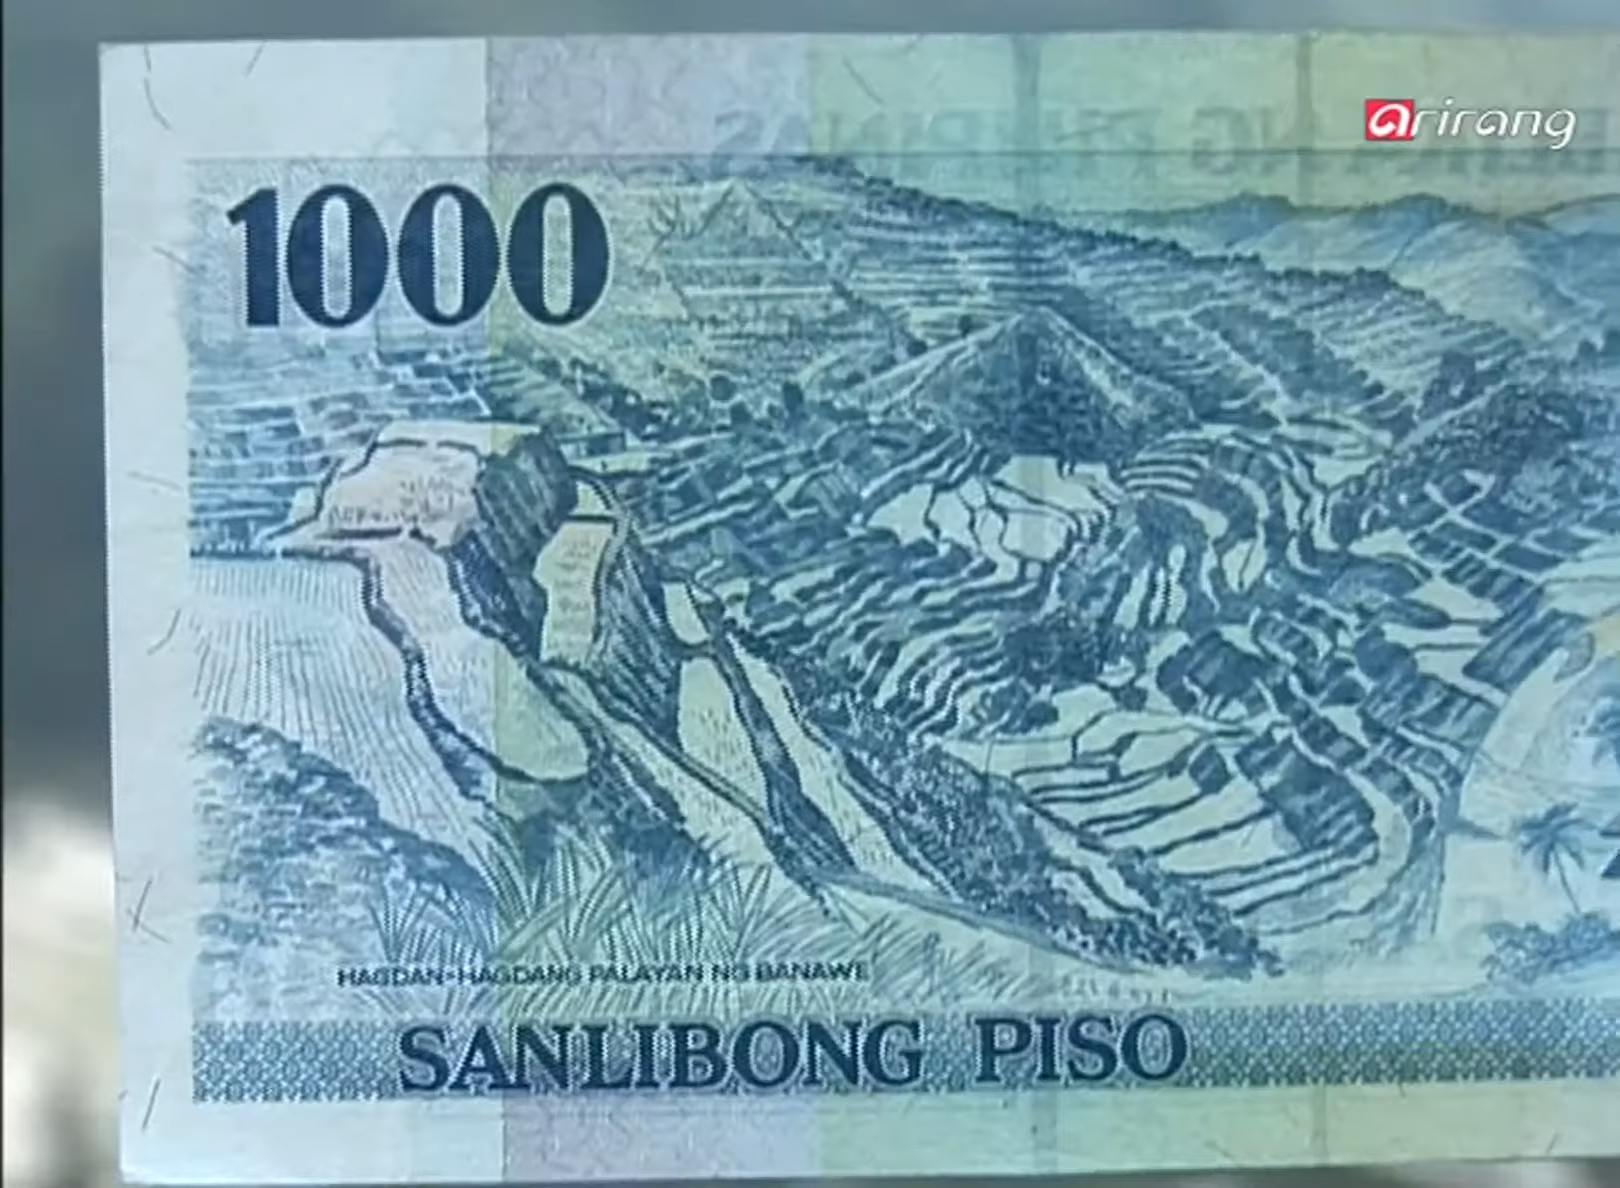 arirang
1000
HAGDAN-HAGDANG PALAYAN NG BANAWE
SANLIBONG PISO